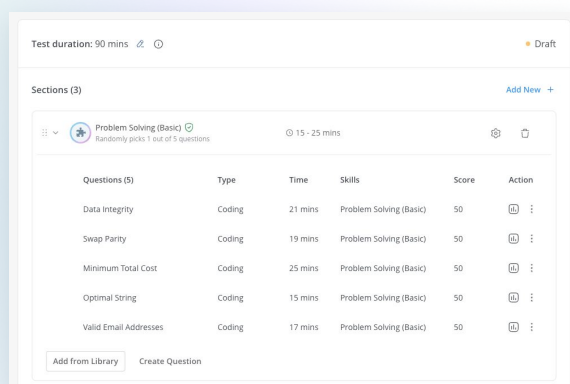 Test duration: 90 mins
Draft
Sections (3)
Add New +
Problem Solving (Basic)
Randomly picks 1 out of 5 questions
15 - 25 mins
Questions (5) Type Time Skills Score Action
Data Integrity Coding 21 mins Problem Solving (Basic) 50
Swap Parity Coding 19 mins Problem Solving (Basic) 50
Minimum Total Cost Coding 25 mins Problem Solving (Basic) 50
Optimal String Coding 15 mins Problem Solving (Basic) 50
Valid Email Addresses Coding 17 mins Problem Solving (Basic) 50
Add from Library Create Question